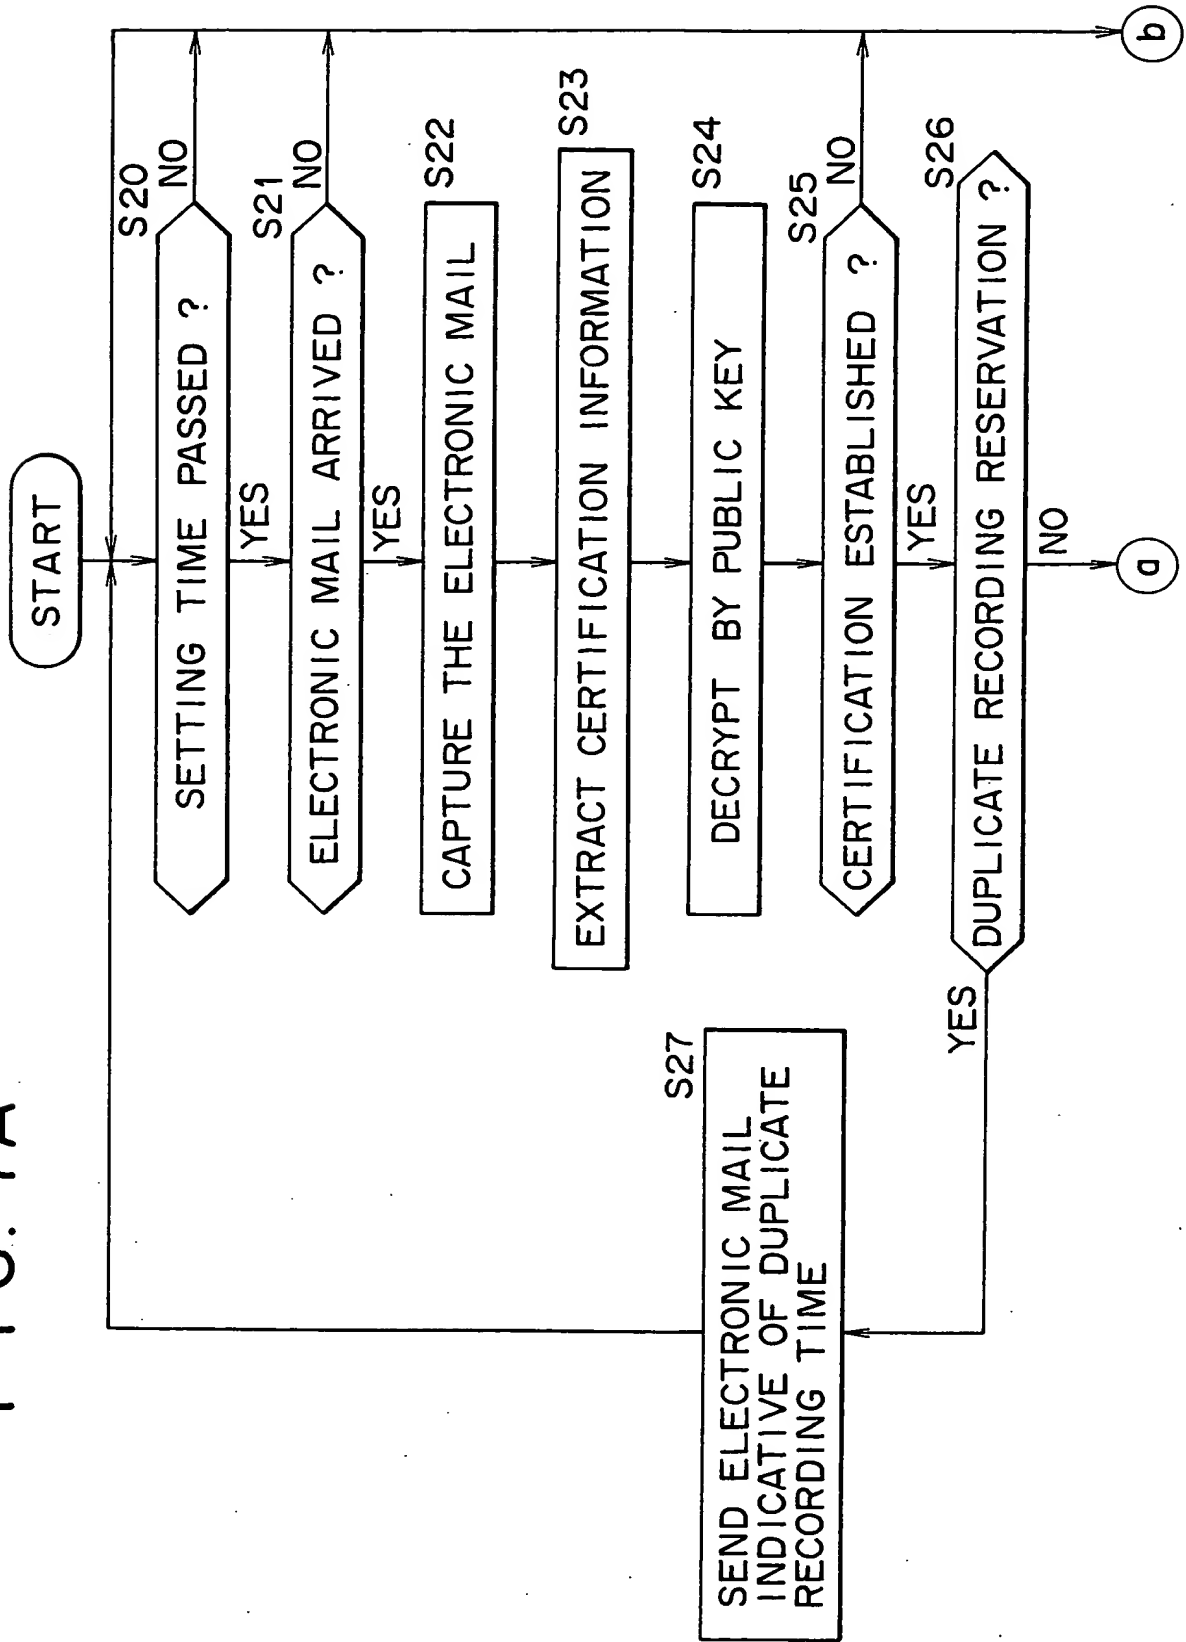 START
S20
SETTING TIME PASSED ?
NO
YES
S21
ELECTRONIC MAIL ARRIVED ?
NO
YES
S22
CAPTURE THE ELECTRONIC MAIL
S23
EXTRACT CERTIFICATION INFORMATION
S24
DECRYPT BY PUBLIC KEY
S25
CERTIFICATION ESTABLISHED ?
NO
YES
S26
DUPLICATE RECORDING RESERVATION ?
YES
NO
S27
SEND ELECTRONIC MAIL
INDICATIVE OF DUPLICATE
RECORDING TIME
a
b